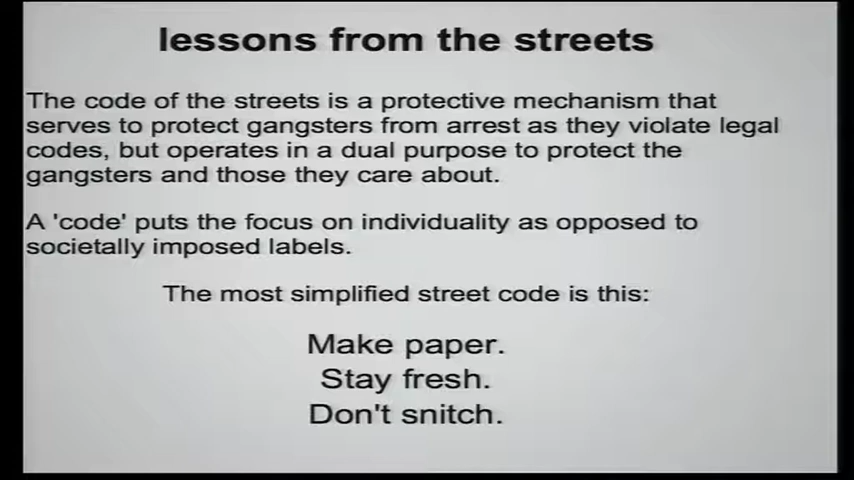 lessons from the streets
The code of the streets is a protective mechanism that
serves to protect gangsters from arrest as they violate legal
codes, but operates in a dual purpose to protect the
gangsters and those they care about.
A 'code' puts the focus on individuality as opposed to
societally imposed labels.
The most simplified street code is this:
Make paper.
Stay fresh.
Don't snitch.